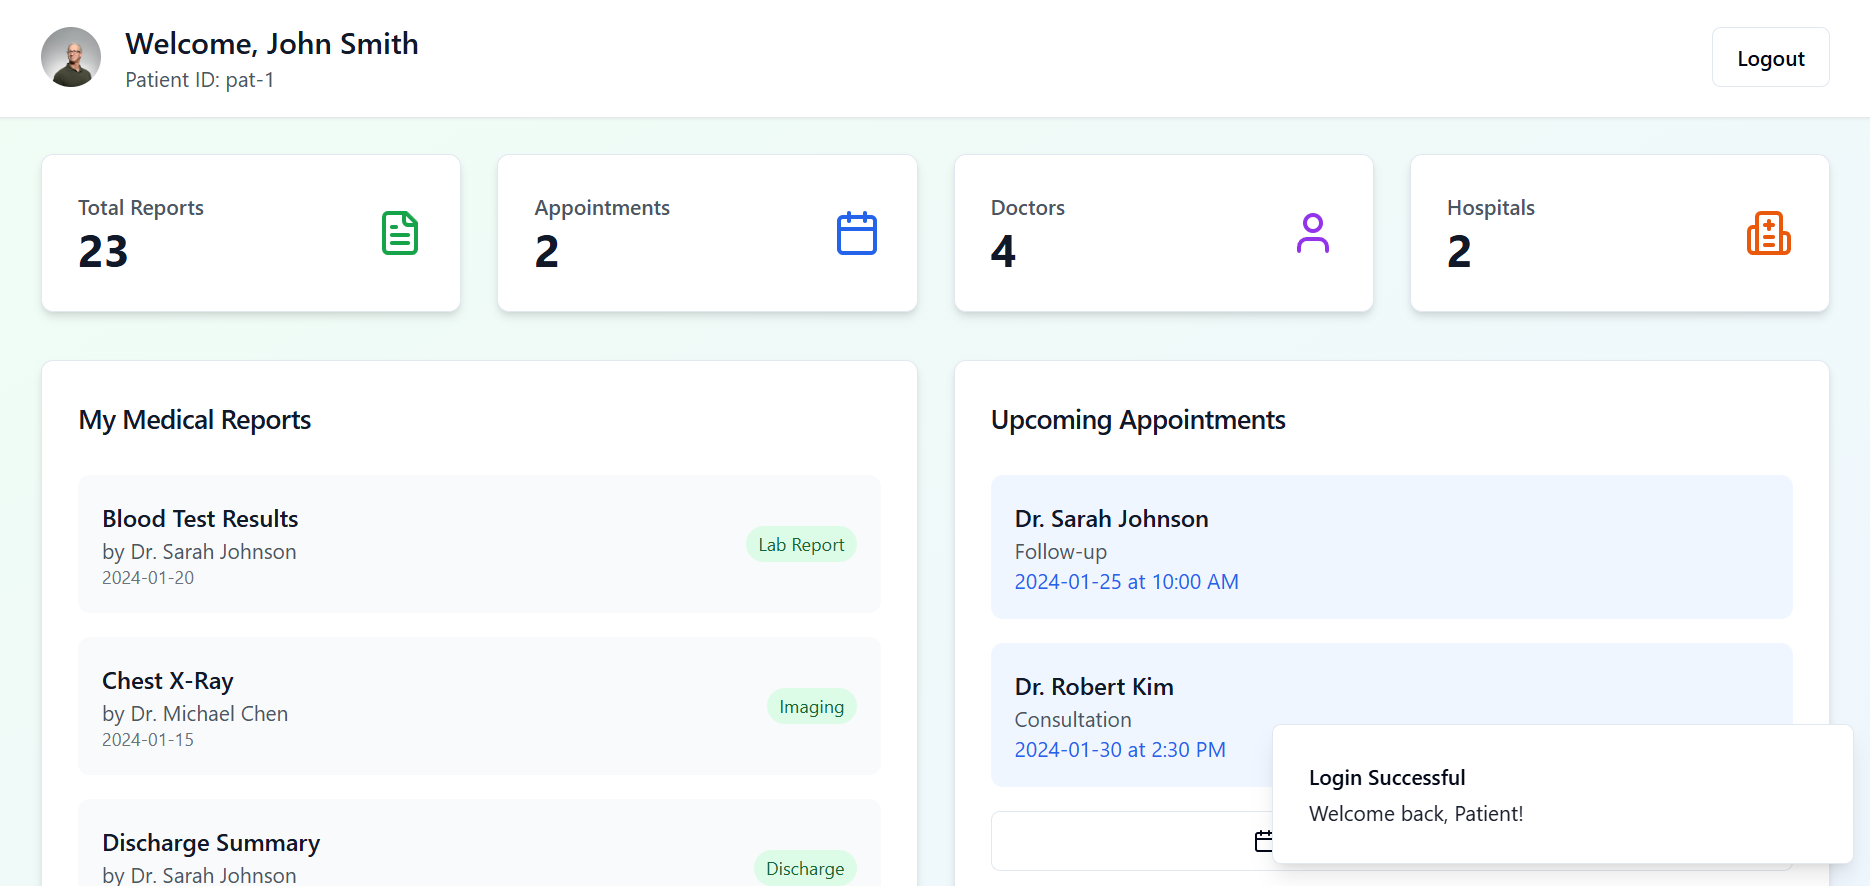 Welcome, John Smith
Patient ID: pat-1
Logout
Total Reports
23
Appointments
2
Doctors
4
Hospitals
2
My Medical Reports
Blood Test Results
by Dr. Sarah Johnson
2024-01-20
Lab Report
Chest X-Ray
by Dr. Michael Chen
2024-01-15
Imaging
Discharge Summary
by Dr. Sarah Johnson
Discharge
Upcoming Appointments
Dr. Sarah Johnson
Follow-up
2024-01-25 at 10:00 AM
Dr. Robert Kim
Consultation
2024-01-30 at 2:30 PM
Login Successful
Welcome back, Patient!